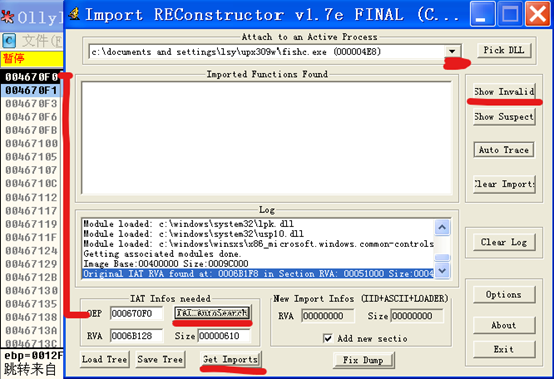 Ollyl
文件(F
暂停
004670F0
004670F1
004670F3
004670F6
004670FB
00467100
00467105
00467107
0046710C
00467112
00467117
00467119
0046711F
00467124
00467129
0046712B
00467130
00467135
00467138
0046713A
0046713C
ebp=0012F
跳转来自
Import REConstructor v1.7e FINAL (C...
Attach to an Active Process
c:\documents and settings\lsy\upx309w\fishc.exe (000004E8)
Pick DLL
Imported Functions Found
Show Invalid
Show Suspect
Auto Trace
Clear Imports
Log
Module loaded: c:\windows\system32\lpk.dll
Module loaded: c:\windows\system32\usp10.dll
Module loaded: c:\windows\winsxs\x86_microsoft.windows.common-controls
Getting associated modules done.
Image Base:00400000 Size:0009C000
Original IAT RVA found at: 0006B1F8 in Section RVA: 00051000 Size:0004
Clear Log
IAT Infos needed
OEP 000670F0 IAT AutoSearch
RVA 0006B128 Size 00000610
New Import Infos (IID+ASCII+LOADER)
RVA 00000000 Size 00000000
Add new sectio
Load Tree Save Tree Get Imports Fix Dump
Options
About
Exit